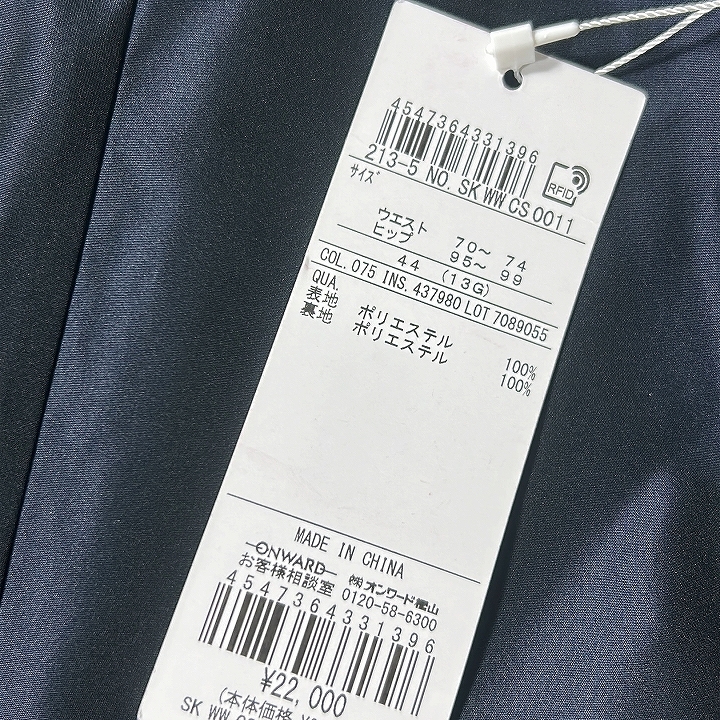 4547364331396
213-5 NO. SK WW CS 0011
RFID
サイズ
ウエスト 70～ 74
ヒップ 95～ 99
44 (13G)
COL. 075 INS. 437980 LOT 7089055
QUA.
表地 ポリエステル 100%
裏地 ポリエステル 100%
MADE IN CHINA
ONWARD ㈱オンワード樫山
お客様相談室 0120-58-6300
4547364331396
¥22,000
(本体価格
SK WW